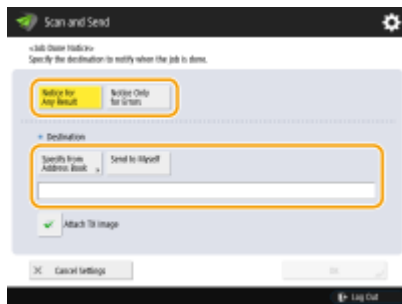 Scan and Send
<Job Done Notice>
Specify the destination to notify when the job is done.
Notice for
Any Result
Notice Only
for Errors
Destination
Specify from
Address Book
Send to Myself
Attach TX Image
Cancel Settings
OK
Log Out